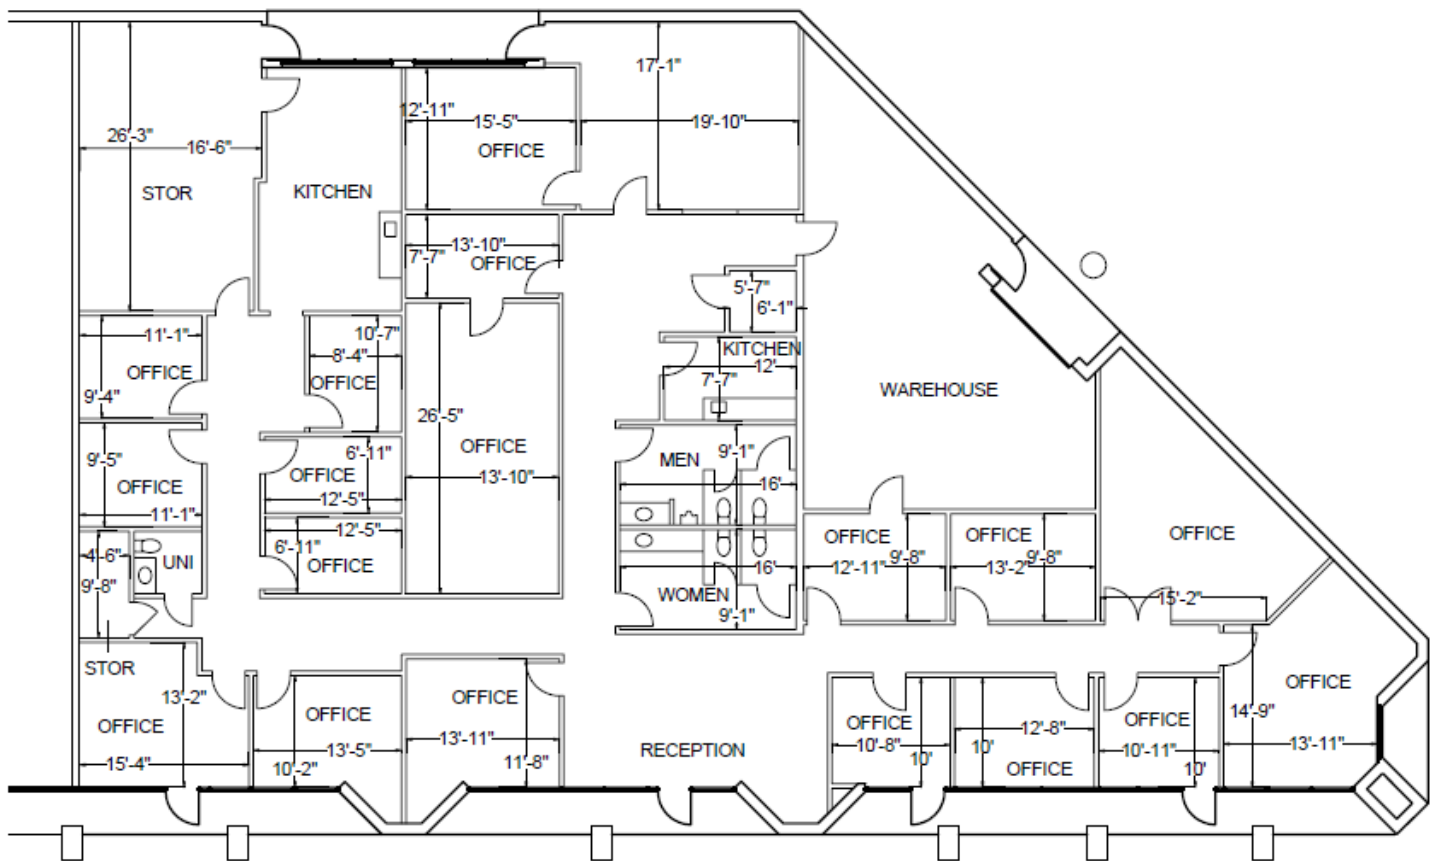 17'-1"
12'-11"
15'-5"
19'-10"
26'-3"
16'-6"
OFFICE
STOR
KITCHEN
13'-10"
7'-7"
OFFICE
5'-7"
6'-1"
11'-1"
10'-7"
8'-4"
OFFICE
OFFICE
9'-4"
KITCHEN
12'
7'-7"
WAREHOUSE
26'-5"
OFFICE
13'-10"
9'-5"
OFFICE
11'-1"
6'-11"
OFFICE
12'-5"
MEN
9'-1"
16'
12'-5"
6'-11"
OFFICE
4'-6"
9'-8"
UNI
16'
WOMEN
9'-1"
OFFICE
9'-8"
12'-11"
OFFICE
9'-8"
13'-2"
OFFICE
15'-2"
STOR
13'-2"
OFFICE
15'-4"
OFFICE
13'-5"
10'-2"
OFFICE
13'-11"
11'-8"
RECEPTION
OFFICE
10'-8"
10'
12'-8"
10'
OFFICE
OFFICE
10'-11"
10'
OFFICE
14'-9"
13'-11"